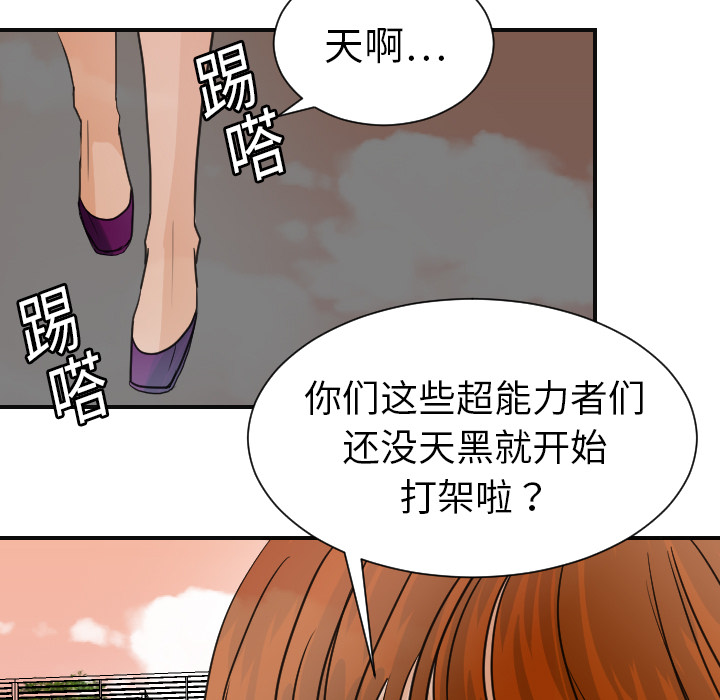 天啊...
踢
嗒
踢
嗒
你们这些超能力者们
还没天黑就开始
打架啦？